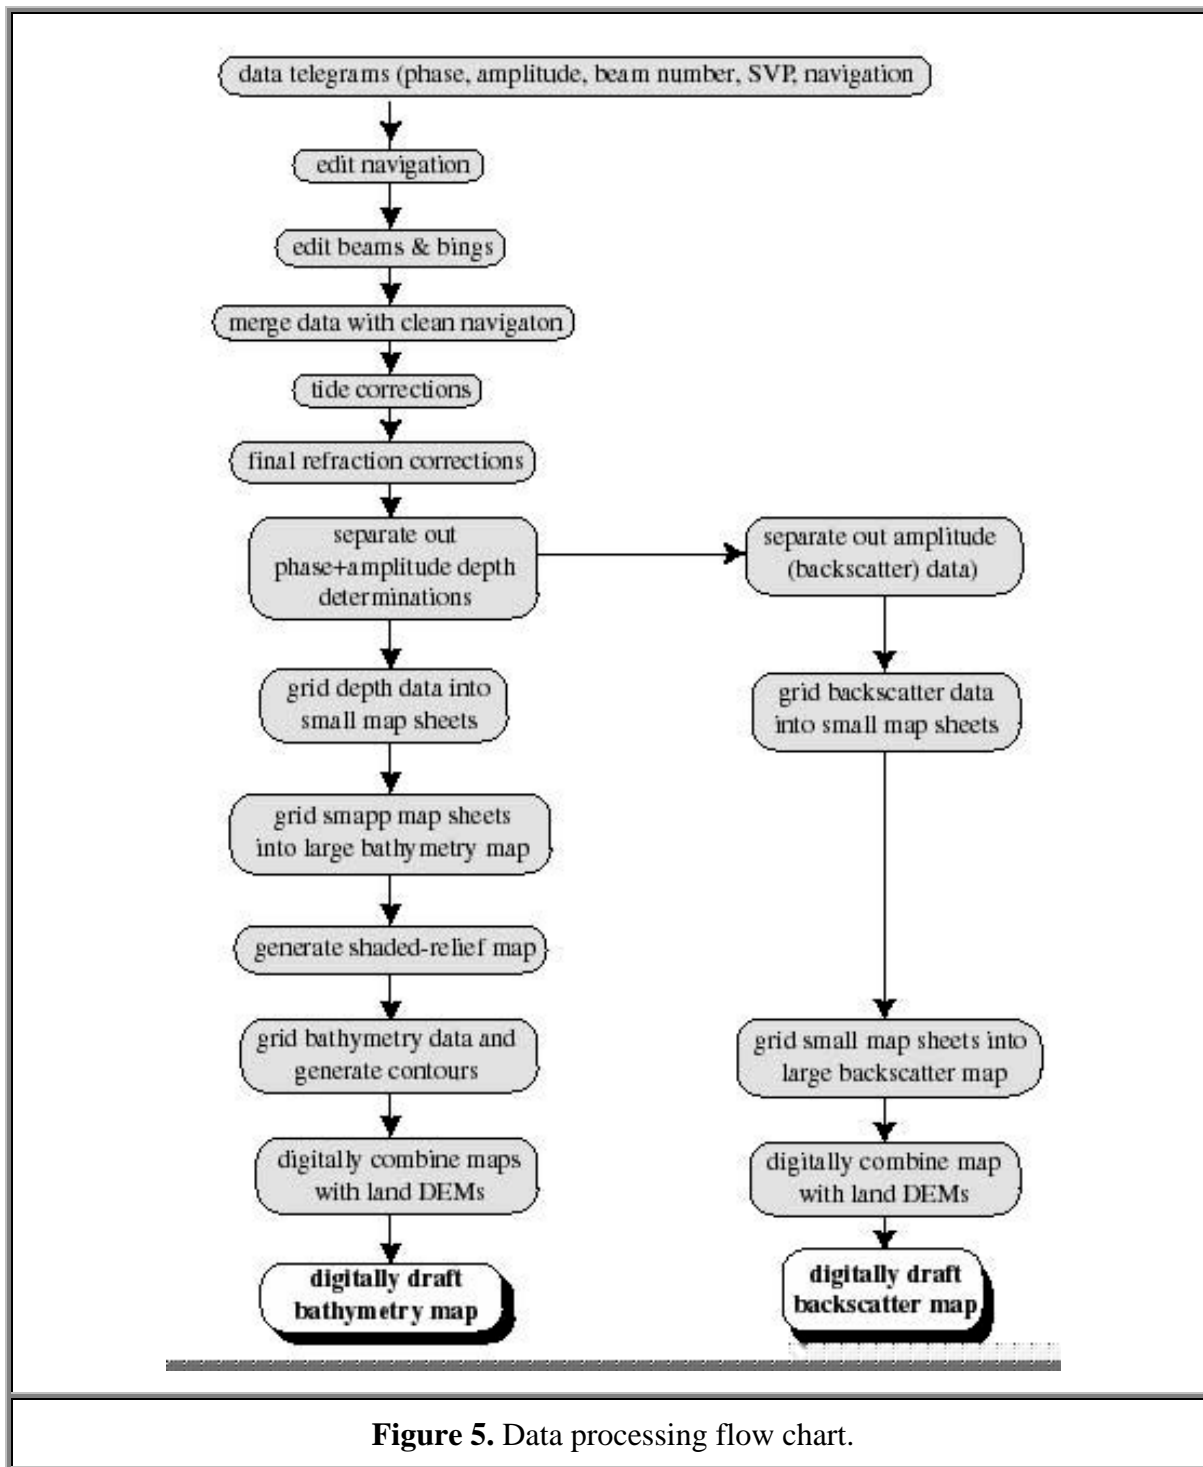 data telegrams (phase, amplitude, beam number, SVP, navigation
edit navigation
edit beams & bings
merge data with clean navigaton
tide corrections
final refraction corrections
separate out
phase+amplitude depth
determinations
separate out amplitude
(backscatter) data)
grid depth data into
small map sheets
grid backscatter data
into small map sheets
grid smapp map sheets
into large bathymetry map
generate shaded-relief map
grid bathymetry data and
generate contours
grid small map sheets into
large backscatter map
digitally combine maps
with land DEMs
digitally combine map
with land DEMs
digitally draft
bathymetry map
digitally draft
backscatter map
Figure 5. Data processing flow chart.